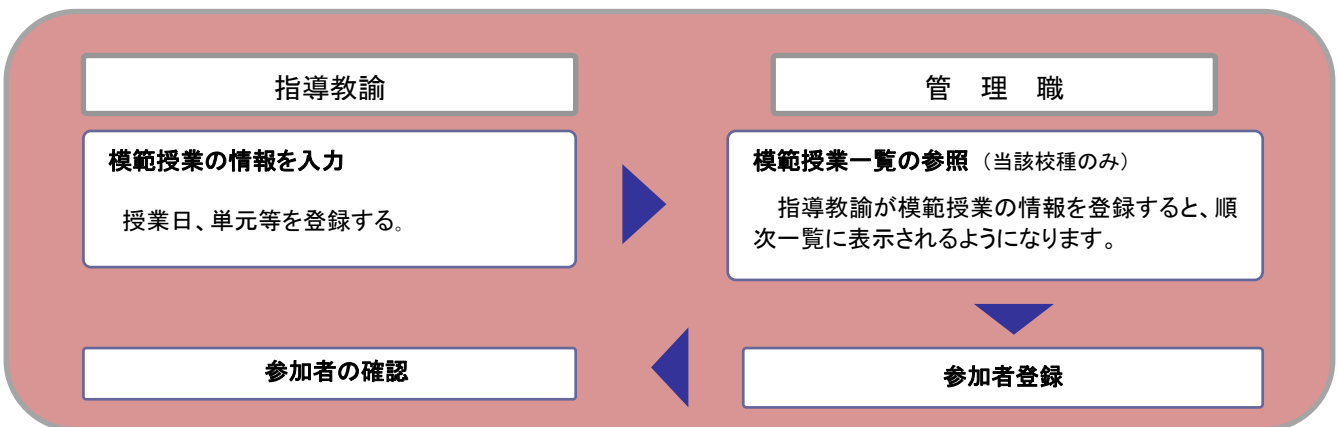 指導教諭
管 理 職
模範授業の情報を入力
授業日、単元等を登録する。
模範授業一覧の参照（当該校種のみ）
指導教諭が模範授業の情報を登録すると、順
次一覧に表示されるようになります。
参加者の確認
参加者登録